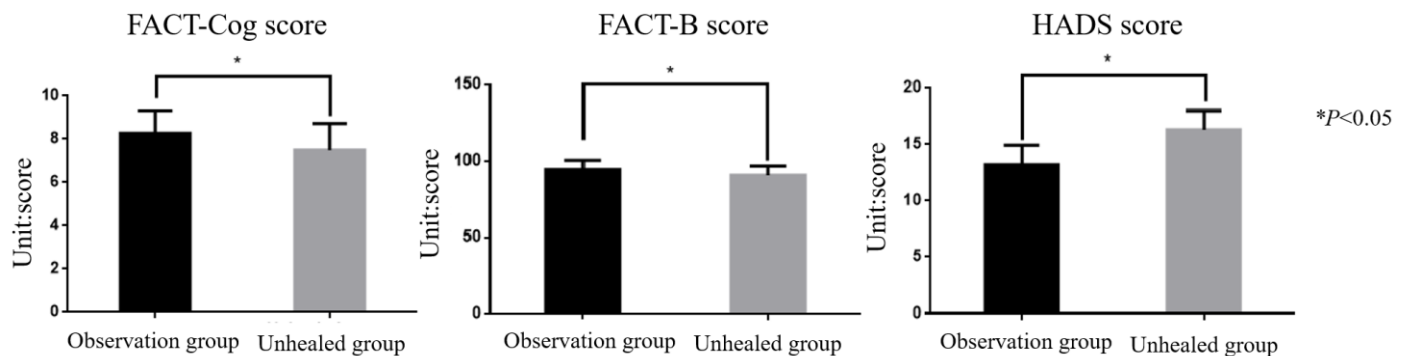 FACT-Cog score
*
10
8
6
4
2
0
Unit:score
Observation group
Unhealed group
FACT-B score
*
150
100
50
0
Unit:score
Observation group
Unhealed group
HADS score
*
20
15
10
5
0
Unit:score
Observation group
Unhealed group
*P<0.05